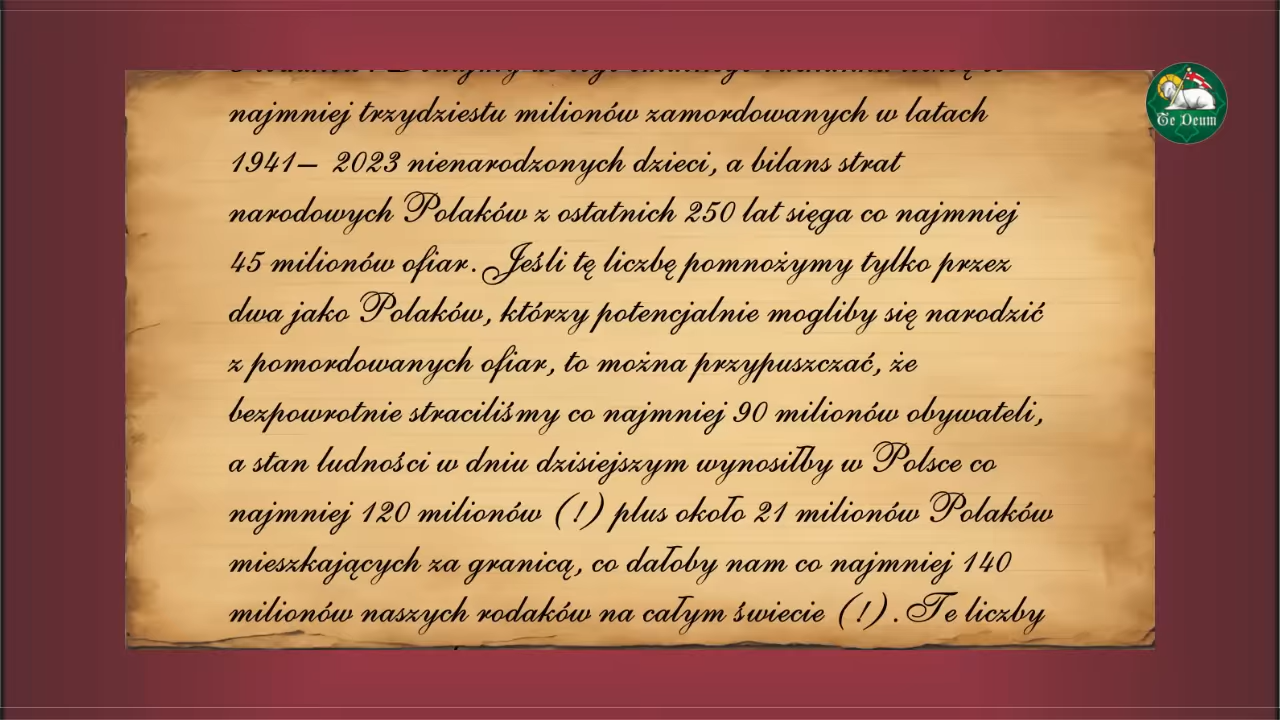 najmniej trzydziestu milionów zamordowanych w latach
1941– 2023 nienarodzonych dzieci, a bilans strat
narodowych Polaków z ostatnich 250 lat sięga co najmniej
45 milionów ofiar. Jeśli tę liczbę pomnożymy tylko przez
dwa jako Polaków, którzy potencjalnie mogliby się narodzić
z pomordowanych ofiar, to można przypuszczać, że
bezpowrotnie straciliśmy co najmniej 90 milionów obywateli,
a stan ludności w dniu dzisiejszym wynosiłby w Polsce co
najmniej 120 milionów (!) plus około 21 milionów Polaków
mieszkających za granicą, co dałoby nam co najmniej 140
milionów naszych rodaków na całym świecie (!). Te liczby
Te Deum